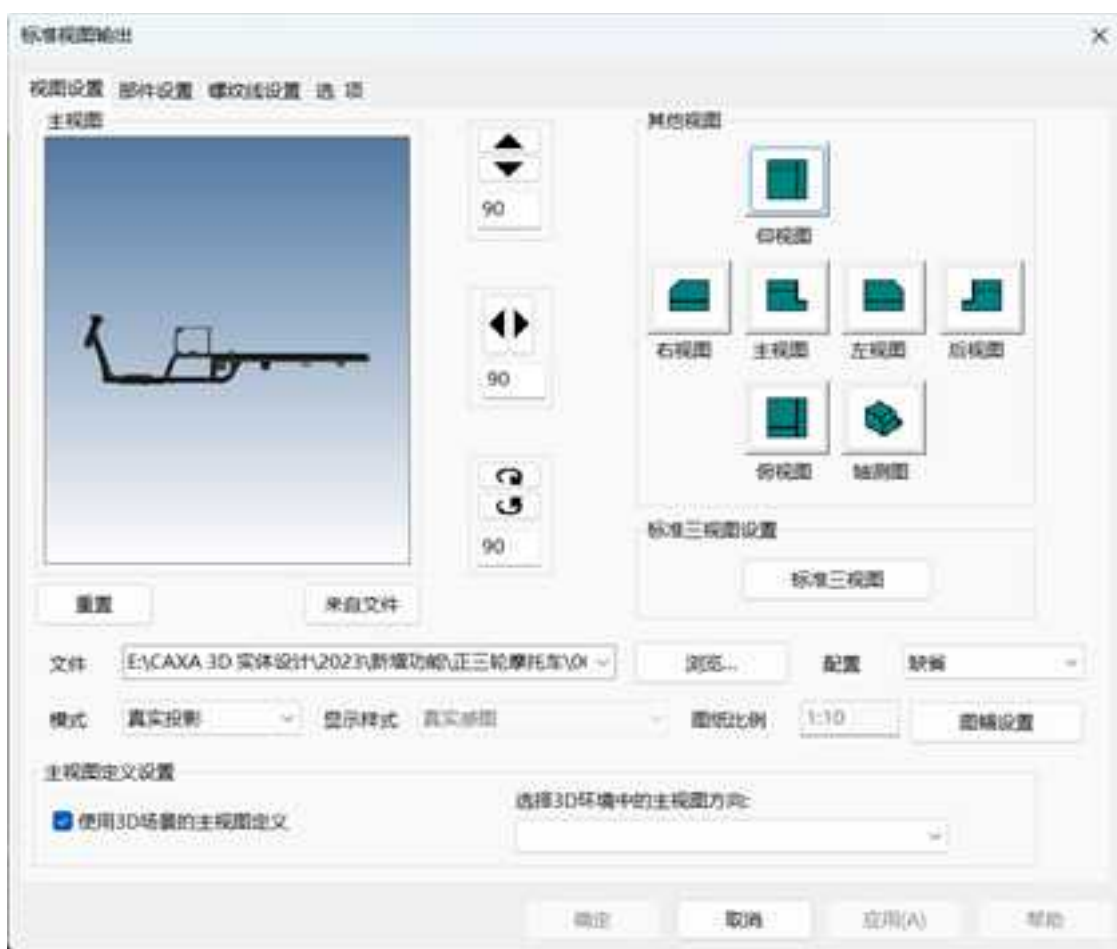 标准视图输出
视图设置 部件设置 螺纹线设置 选 项
主视图
90
90
90
重置
来自文件
其他视图
仰视图
右视图 主视图 左视图 后视图
俯视图 轴测图
标准三视图设置
标准三视图
文件 E:\CAXA 3D 实体设计\2023\新增功能\正三轮摩托车\0 浏览... 配置 缺省
模式 真实投影 显示样式 真实感图 图纸比例 1:10 图幅设置
主视图定义设置
使用3D场景的主视图定义
选择3D环境中的主视图方向:
确定 取消 应用(A) 帮助